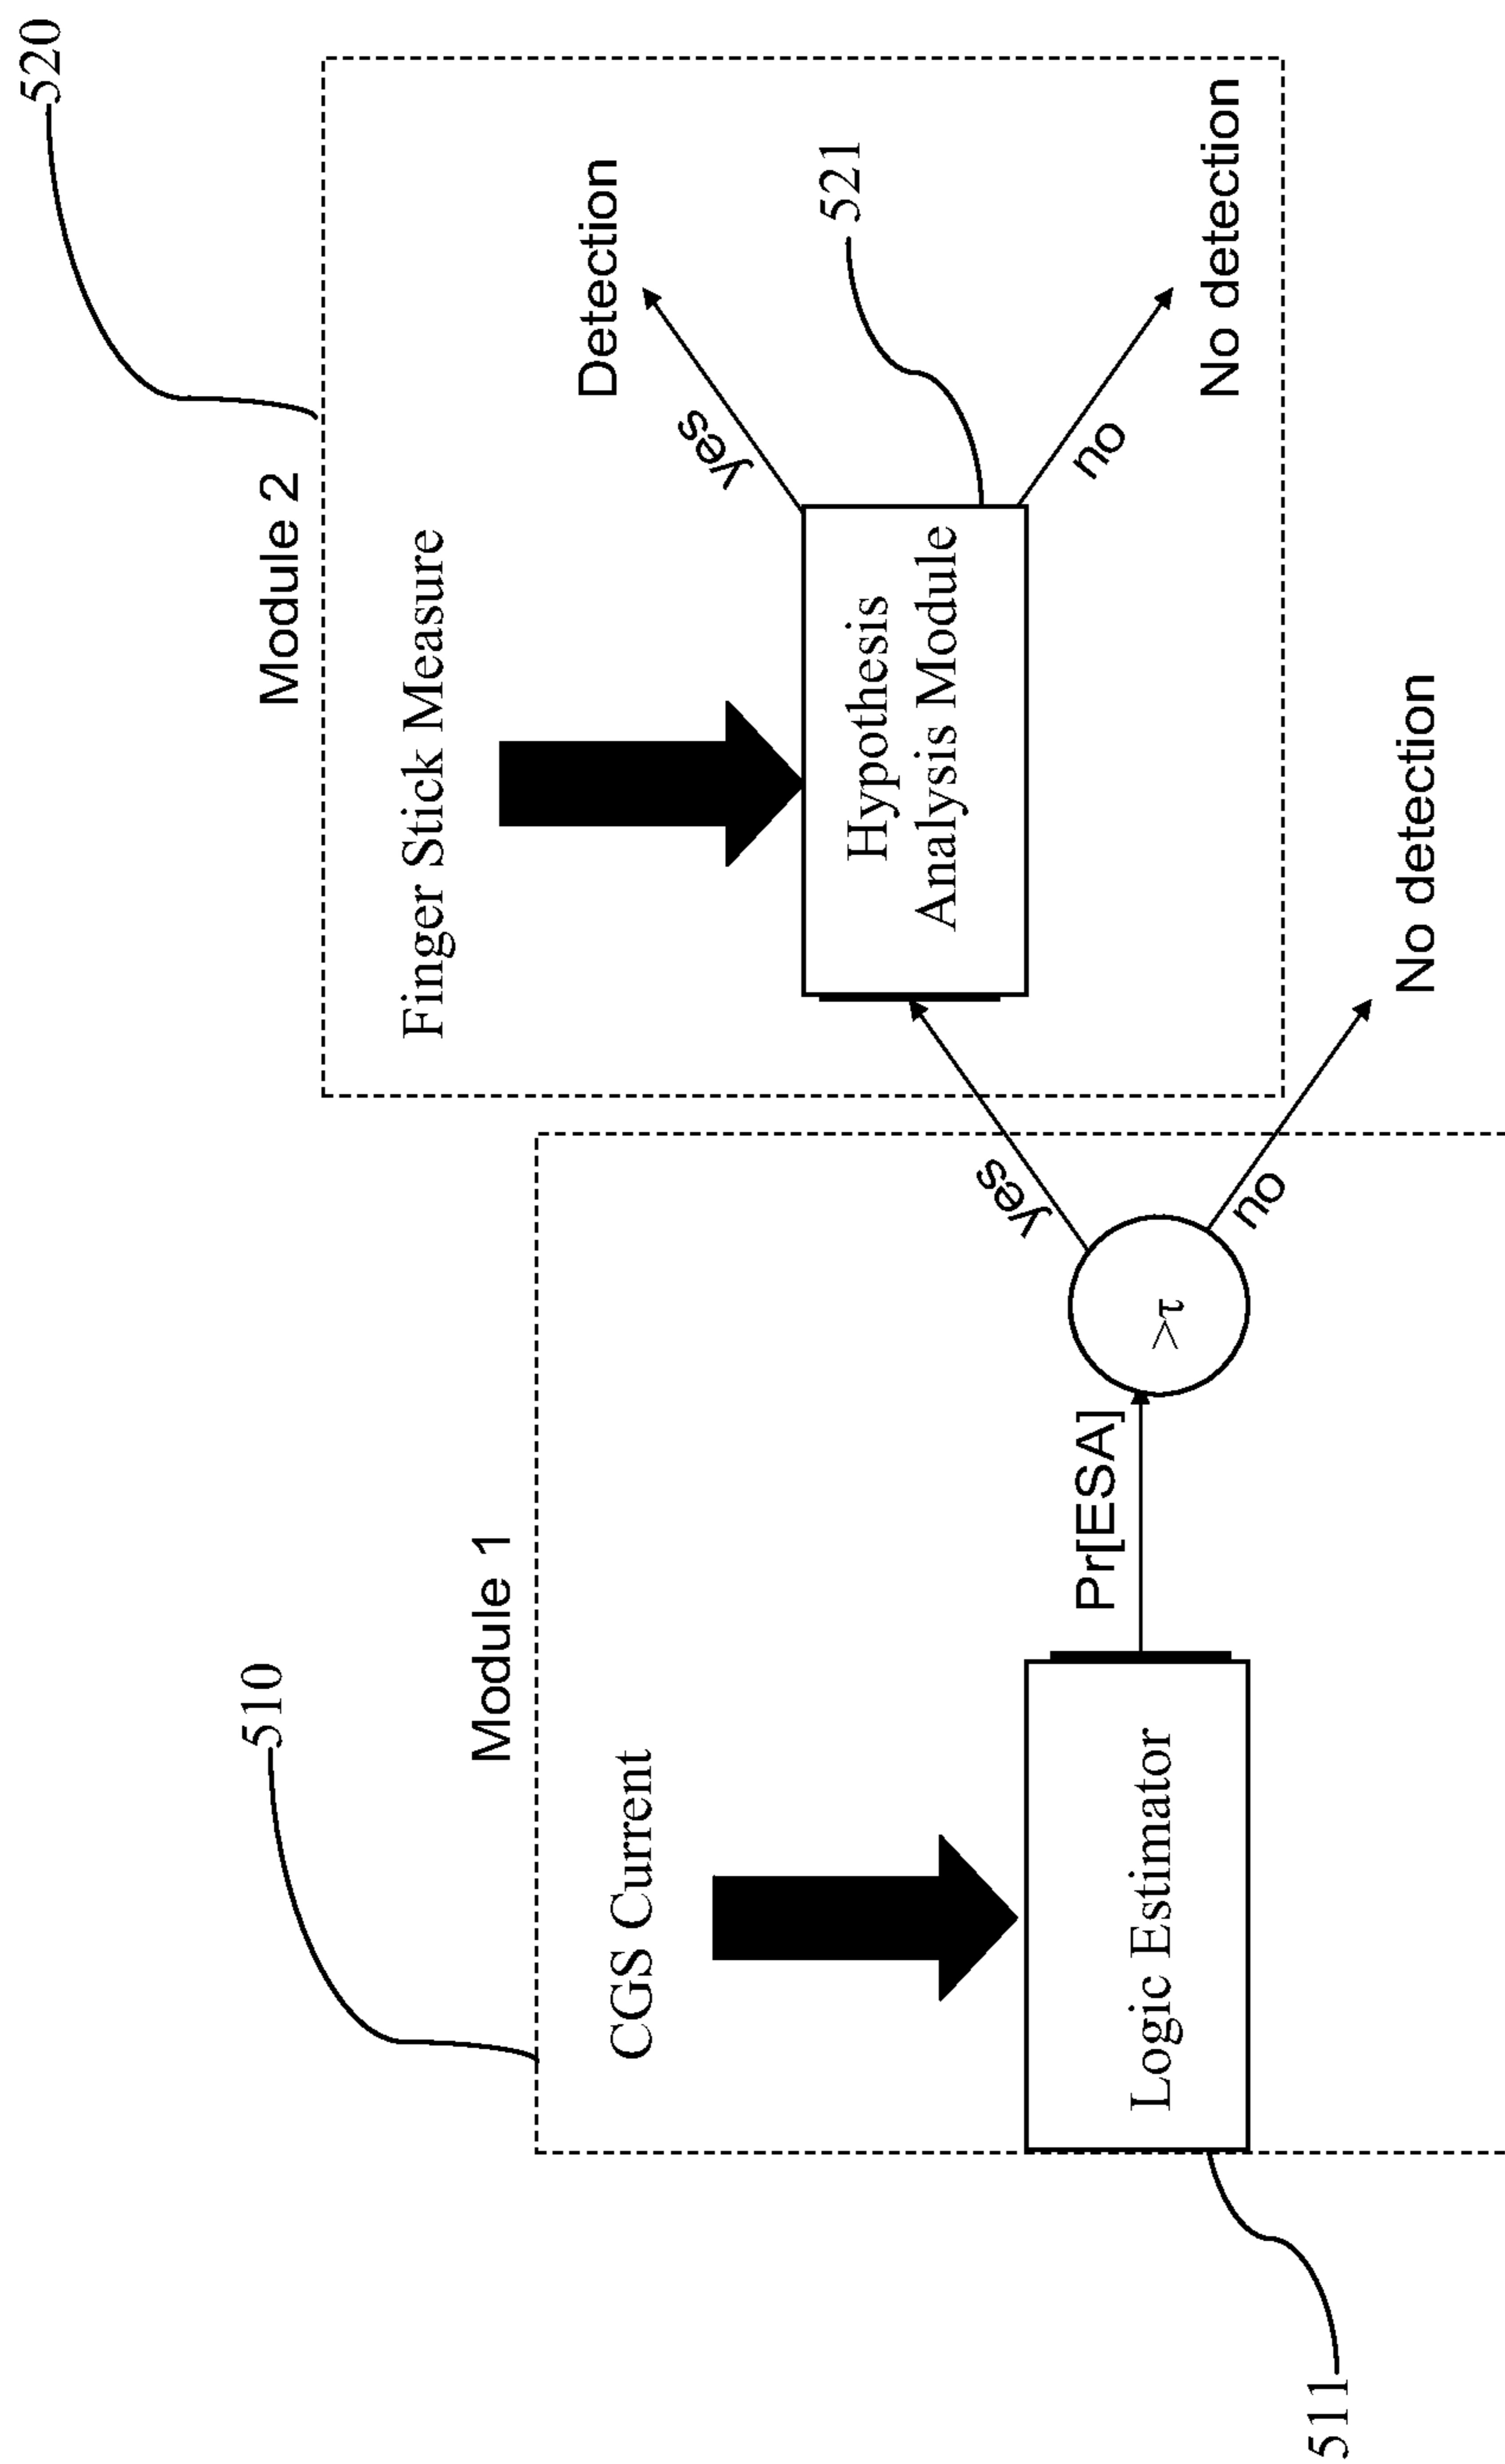 520
Module 2
Finger Stick Measure
Detection
yes
521
Hypothesis
Analysis Module
no
No detection
510
Module 1
CGS Current
yes
Pr[ESA]
>τ
no
No detection
Logic Estimator
511